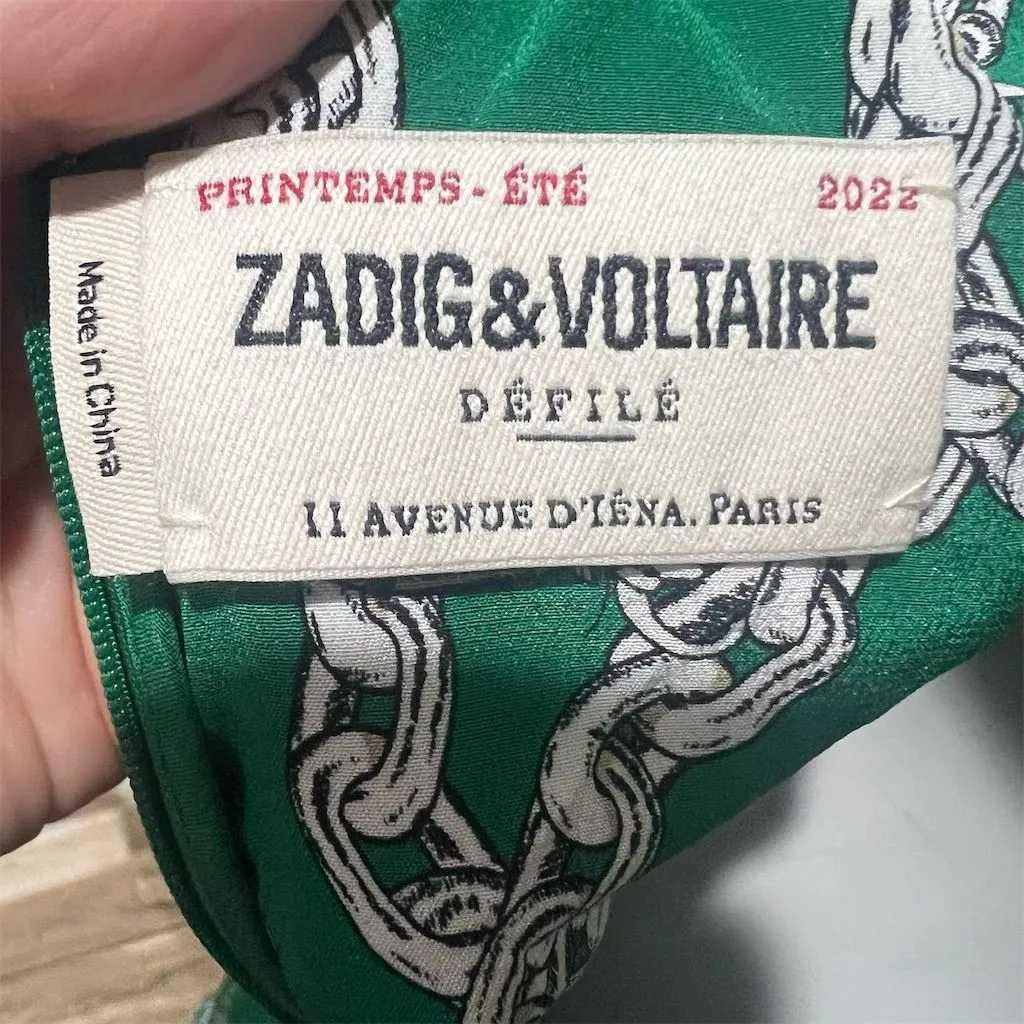 PRINTEMPS - ÉTÉ 2022
ZADIG&VOLTAIRE
DÉFILÉ
11 AVENUE D'IÉNA. PARIS
Made in China